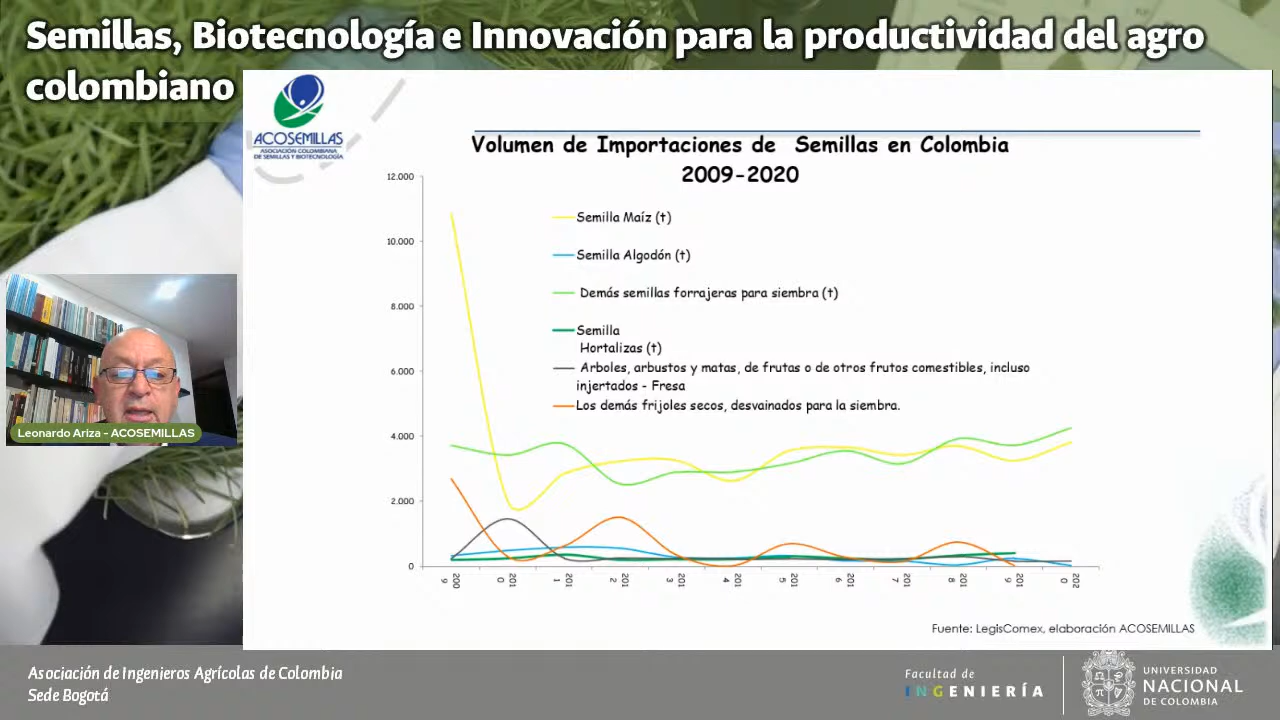 Semillas, Biotecnología e Innovación para la productividad del agro
colombiano
ACOSEMILLAS
ASOCIACIÓN COLOMBIANA
DE SEMILLAS Y BIOTECNOLOGÍA
Volumen de Importaciones de Semillas en Colombia
2009-2020
12.000
10.000
8.000
6.000
4.000
2.000
0
Semilla Maíz (t)
Semilla Algodón (t)
Demás semillas forrajeras para siembra (t)
Semilla
Hortalizas (t)
Arboles, arbustos y matas, de frutas o de otros frutos comestibles, incluso
injertados - Fresa
Los demás frijoles secos, desvainados para la siembra.
200 201 201 201 201 201 201 201 201 201 201 202
9 0 1 2 3 4 5 6 7 8 9 0
Fuente: LegisComex, elaboración ACOSEMILLAS
Leonardo Ariza - ACOSEMILLAS
Asociación de Ingenieros Agrícolas de Colombia
Sede Bogotá
Facultad de
INGENIERÍA
UNIVERSIDAD
NACIONAL
DE COLOMBIA